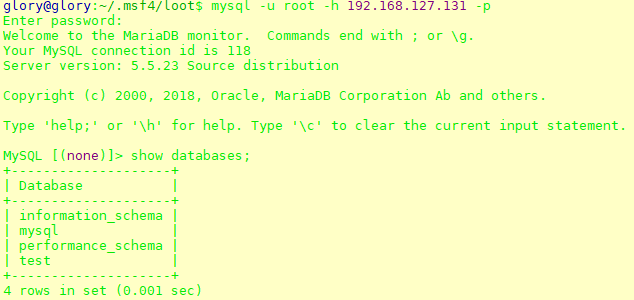 glory@glory:~/.msf4/loot$ mysql -u root -h 192.168.127.131 -p
Enter password:
Welcome to the MariaDB monitor.  Commands end with ; or \g.
Your MySQL connection id is 118
Server version: 5.5.23 Source distribution

Copyright (c) 2000, 2018, Oracle, MariaDB Corporation Ab and others.

Type 'help;' or '\h' for help. Type '\c' to clear the current input statement.

MySQL [(none)]> show databases;
+--------------------+
| Database           |
+--------------------+
| information_schema |
| mysql              |
| performance_schema |
| test               |
+--------------------+
4 rows in set (0.001 sec)